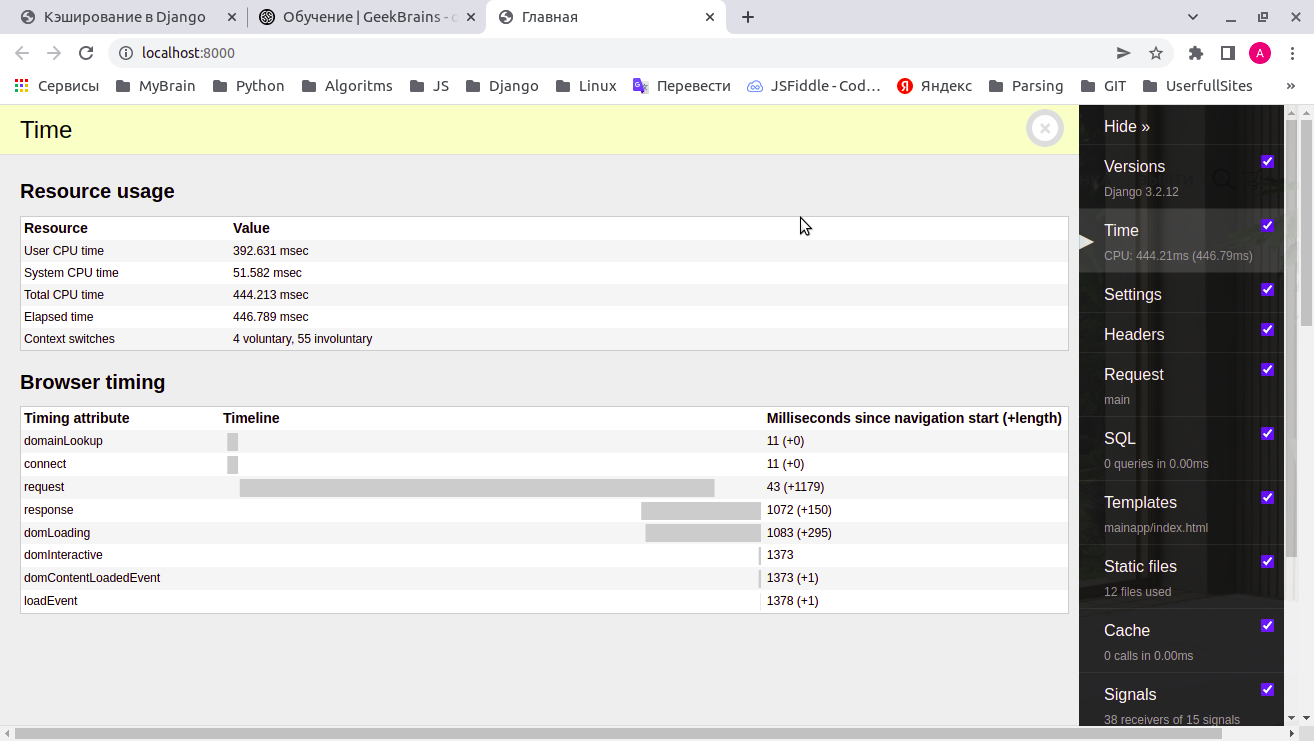 Кэширование в Django
Обучение | GeekBrains -
Главная
localhost:8000
A
Сервисы
MyBrain
Python
Algoritms
JS
Django
Linux
Перевести
JSFiddle - Cod…
Яндекс
Parsing
GIT
UserfullSites
»
Time
Hide »
Versions
Django 3.2.12
Time
CPU: 444.21ms (446.79ms)
Settings
Headers
Request
main
SQL
0 queries in 0.00ms
Templates
mainapp/index.html
Static files
12 files used
Cache
0 calls in 0.00ms
Signals
38 receivers of 15 signals
Resource usage
Resource Value
User CPU time 392.631 msec
System CPU time 51.582 msec
Total CPU time 444.213 msec
Elapsed time 446.789 msec
Context switches 4 voluntary, 55 involuntary
Browser timing
Timing attribute Timeline Milliseconds since navigation start (+length)
domainLookup 11 (+0)
connect 11 (+0)
request 43 (+1179)
response 1072 (+150)
domLoading 1083 (+295)
domInteractive 1373
domContentLoadedEvent 1373 (+1)
loadEvent 1378 (+1)